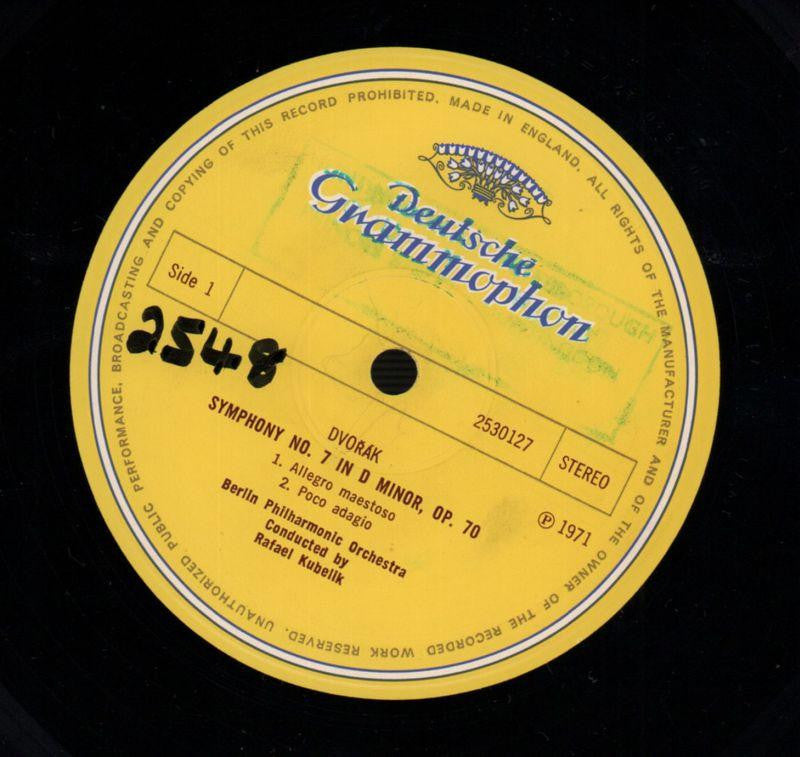 UNAUTHORIZED PUBLIC PERFORMANCE, BROADCASTING AND COPYING OF THIS RECORD PROHIBITED. MADE IN ENGLAND. ALL RIGHTS OF THE MANUFACTURER AND OF THE OWNER OF THE RECORDED WORK RESERVED.
Deutsche
Grammophon
Side 1
2548
2530127
STEREO
DVOŘÁK
SYMPHONY NO. 7 IN D MINOR, OP. 70
1. Allegro maestoso
2. Poco adagio
Berlin Philharmonic Orchestra
Conducted by
Rafael Kubelik
Ⓟ 1971